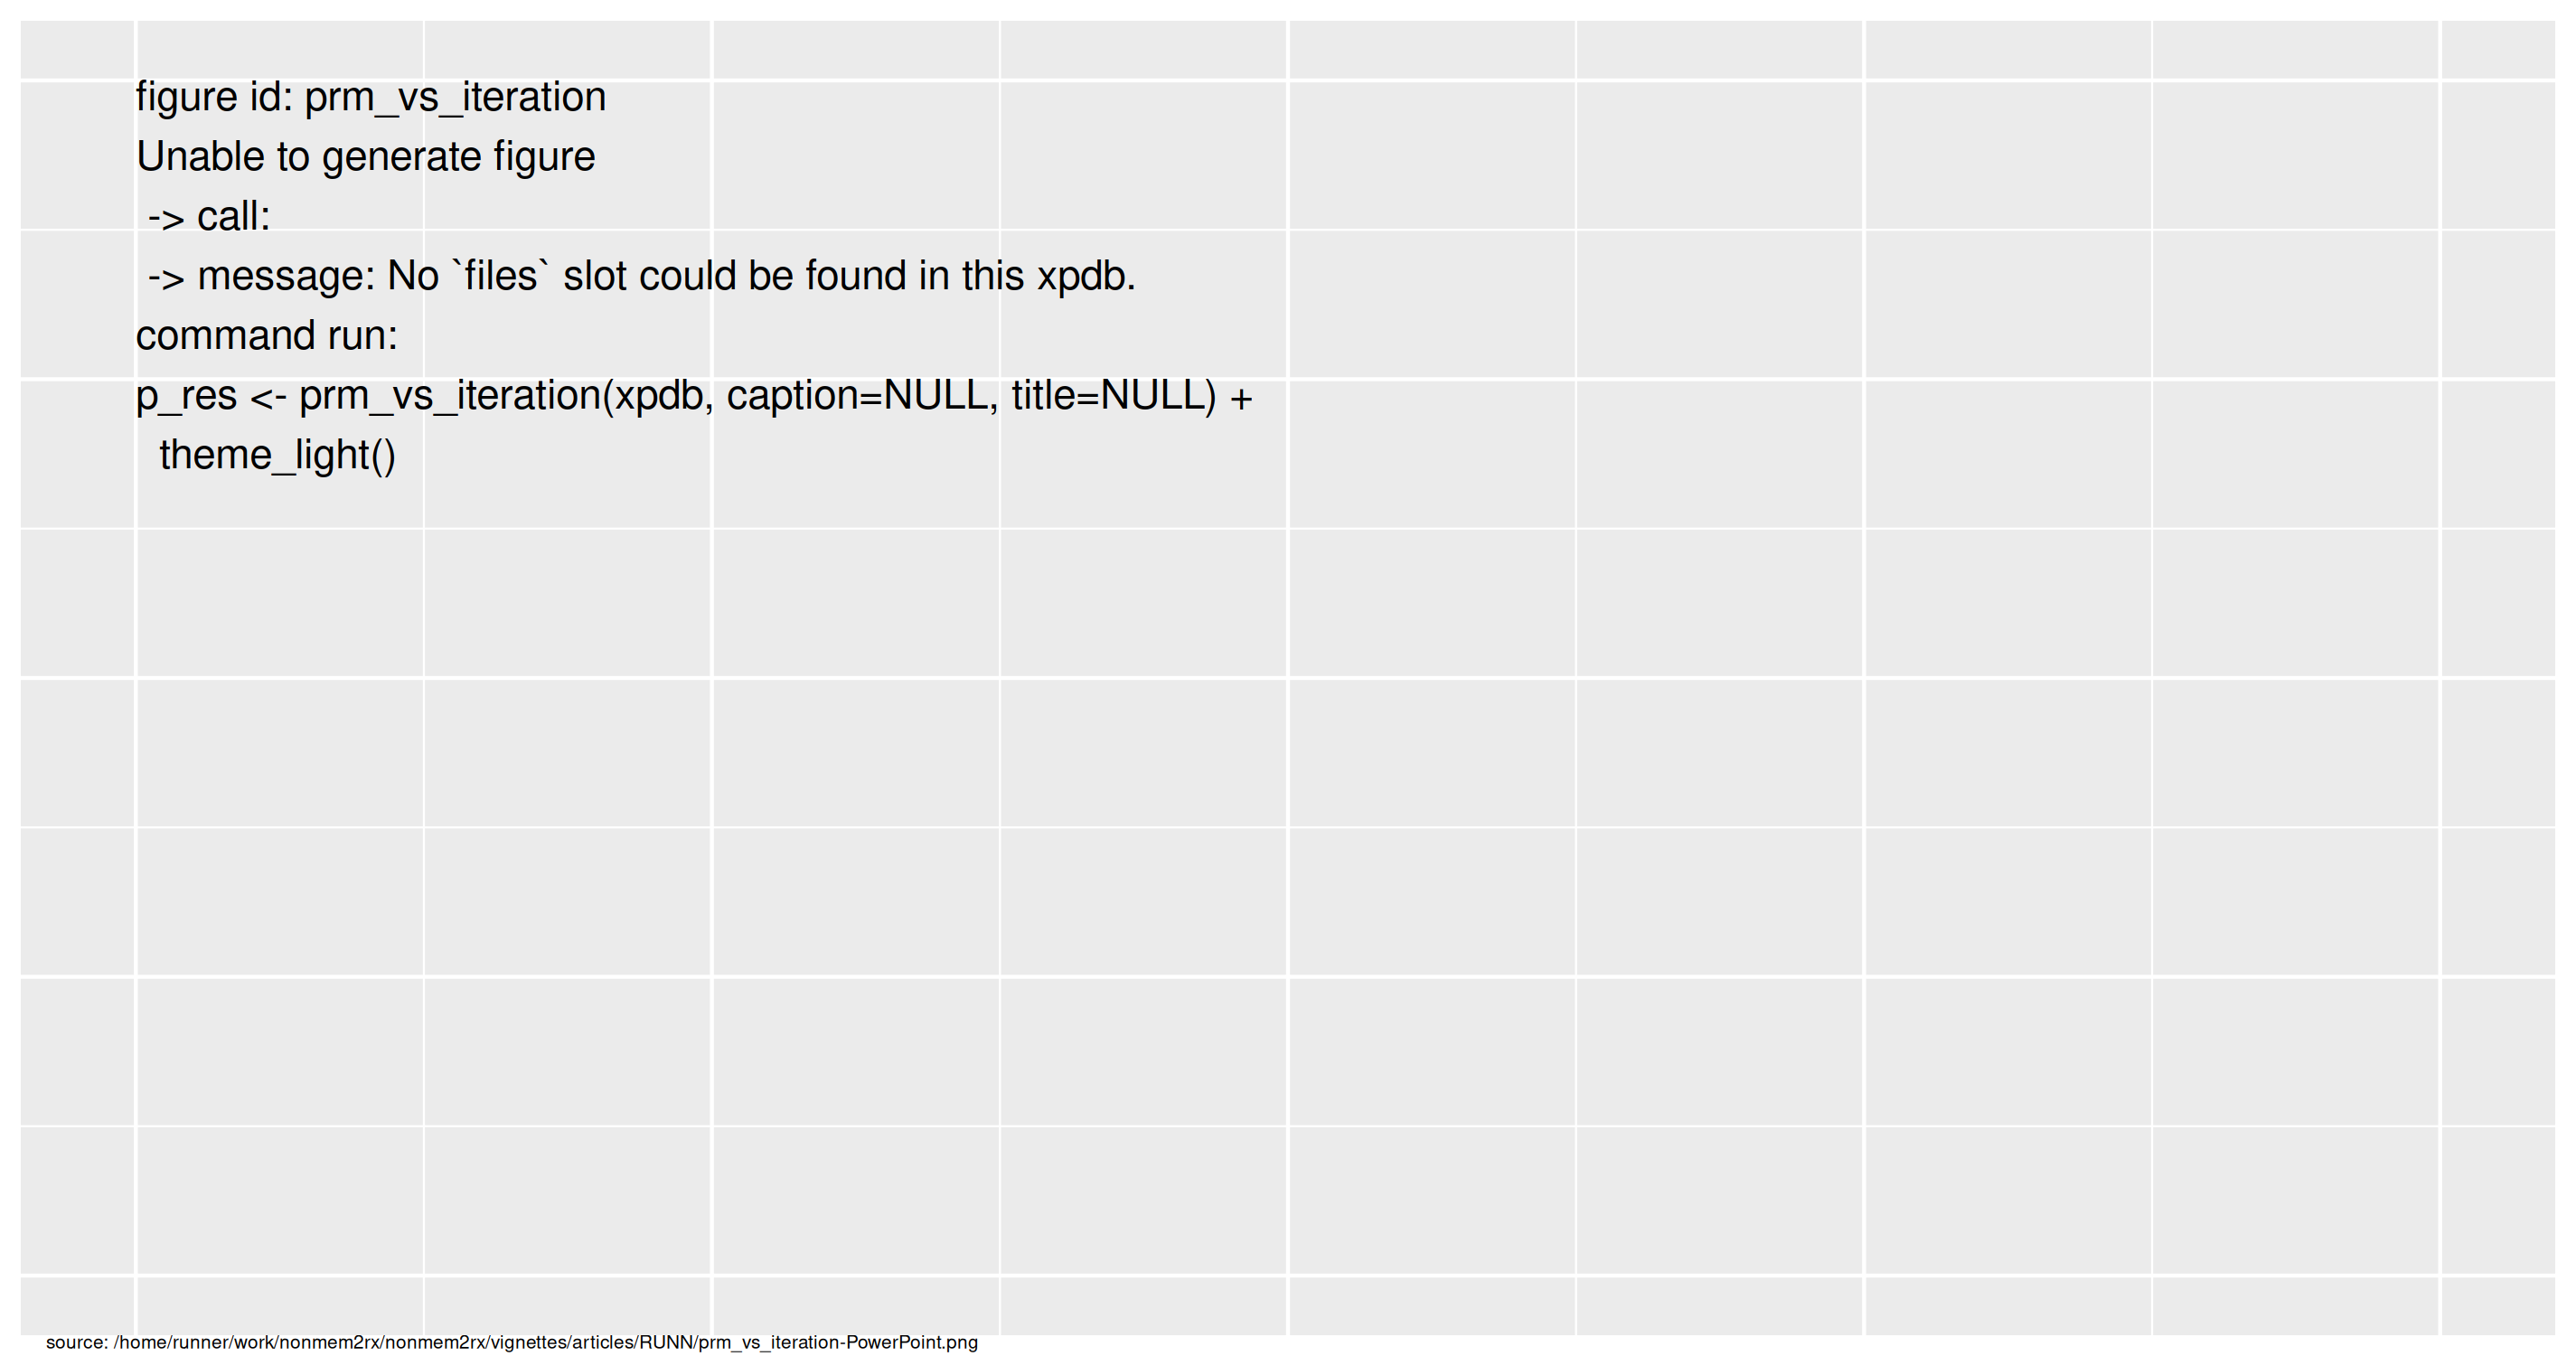 figure id: prm_vs_iteration
Unable to generate figure
-> call:
-> message: No `files` slot could be found in this xpdb.
command run:
p_res <- prm_vs_iteration(xpdb, caption=NULL, title=NULL) +
theme_light()
source: /home/runner/work/nonmem2rx/nonmem2rx/vignettes/articles/RUNN/prm_vs_iteration-PowerPoint.png